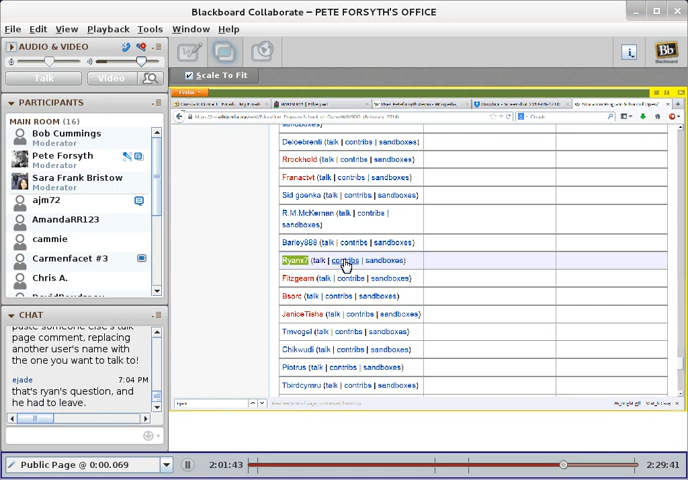 Blackboard Collaborate – PETE FORSYTH'S OFFICE
File View Playback Tools Window Help
AUDIO & VIDEO
Talk Video
Scale To Fit
Bb
PARTICIPANTS
MAIN ROOM (16)
Bob Cummings
Moderator
Pete Forsyth
Moderator
Sara Frank Bristow
Moderator
ajm72
AmandaRR123
cammie
Carmenfacet #3
Chris A.
CHAT
paste someone else's talk
page comment, replacing
another user's name with
the one you want to talk to!
ejade 7:04 PM
that's ryan's question, and
he had to leave.
sandboxes)
Deloebrenti (talk | contribs | sandboxes)
Rrockhold (talk | contribs | sandboxes)
Franactvt (talk | contribs | sandboxes)
Sid goenka (talk | contribs | sandboxes)
R.M.McKernan (talk | contribs |
sandboxes)
Barley888 (talk | contribs | sandboxes)
Ryanx7 (talk | contribs | sandboxes)
Fitzgeam (talk | contribs | sandboxes)
Bsorc (talk | contribs | sandboxes)
JaniceTisha (talk | contribs | sandboxes)
Tmvogel (talk | contribs | sandboxes)
Chikwudi (talk | contribs | sandboxes)
Piotrus (talk | contribs | sandboxes)
Tbirdcymru (talk | contribs | sandboxes)
Public Page @ 0:00.069
2:01:43
2:29:41